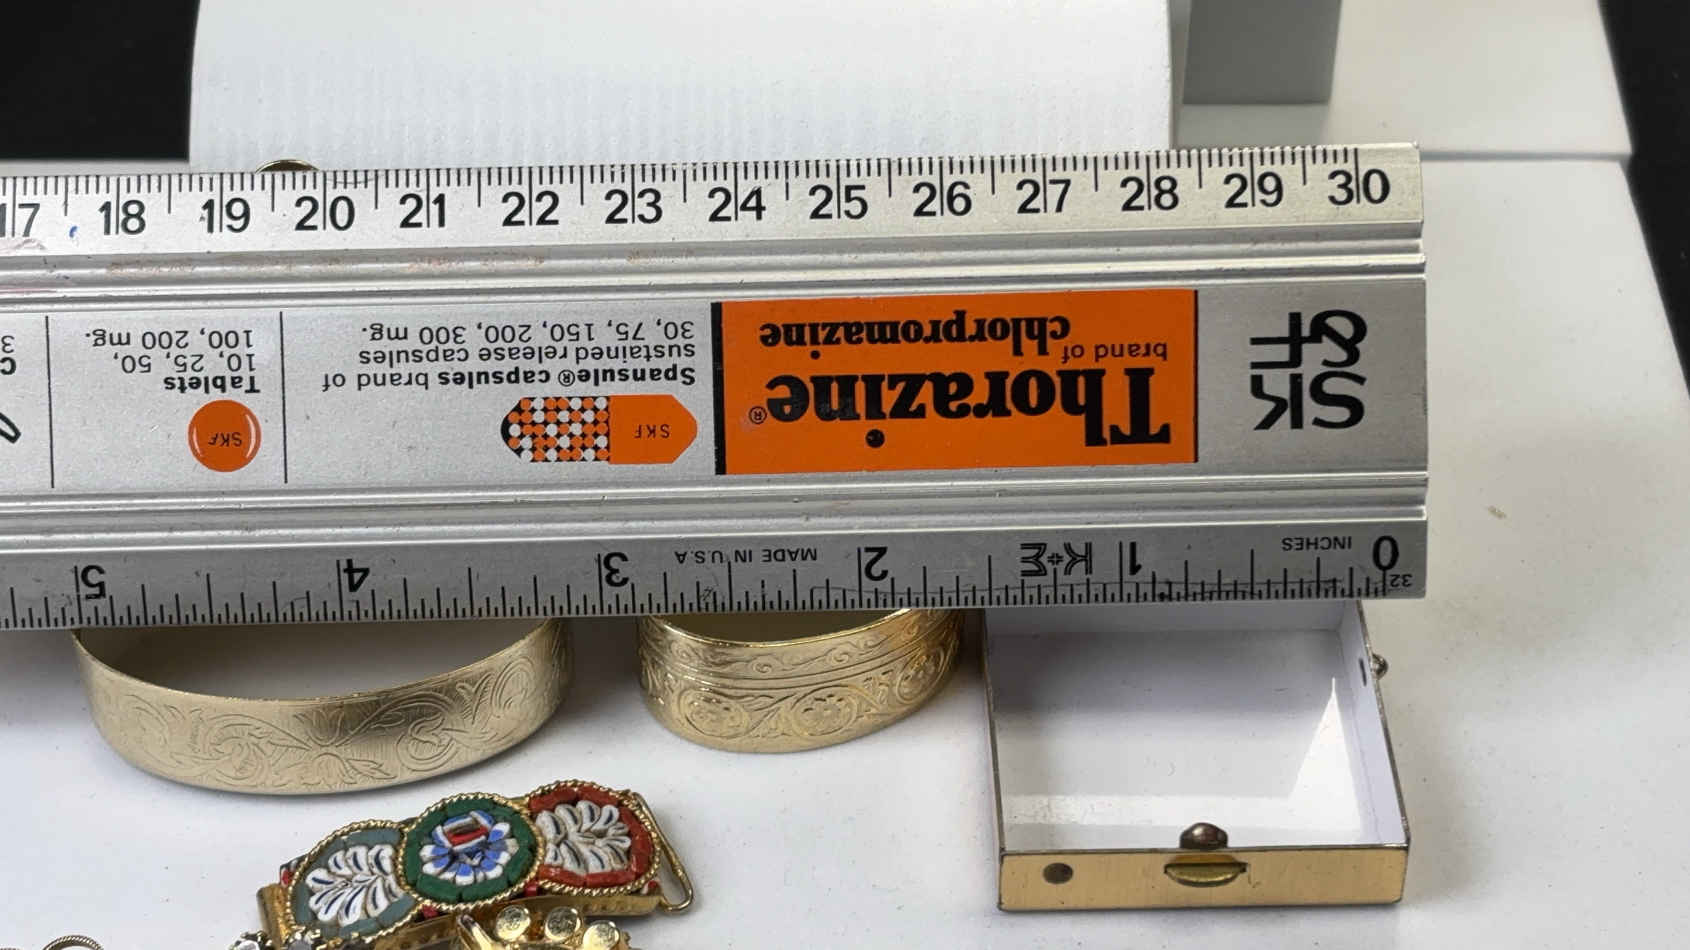 17 18 19 20 21 22 23 24 25 26 27 28 29 30
SK
&F
Thorazine®
brand of
chlorpromazine
SKF
Spansule® capsules brand of
sustained release capsules
30, 75, 150, 200, 300 mg.
SKF
Tablets
10, 25, 50,
100, 200 mg.
32
0 INCHES 1 K+E 2 MADE IN U.S.A 3 4 5